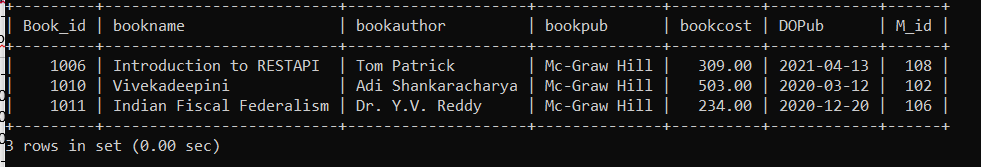 +---------+---------------------------+---------------------+--------------+----------+------------+------+
| Book_id | bookname                  | bookauthor          | bookpub      | bookcost | DOPub      | M_id |
+---------+---------------------------+---------------------+--------------+----------+------------+------+
|    1006 | Introduction to RESTAPI   | Tom Patrick         | Mc-Graw Hill |   309.00 | 2021-04-13 | 108  |
|    1010 | Vivekadeepini             | Adi Shankaracharya  | Mc-Graw Hill |   503.00 | 2020-03-12 | 102  |
|    1011 | Indian Fiscal Federalism  | Dr. Y.V. Reddy      | Mc-Graw Hill |   234.00 | 2020-12-20 | 106  |
+---------+---------------------------+---------------------+--------------+----------+------------+------+
3 rows in set (0.00 sec)